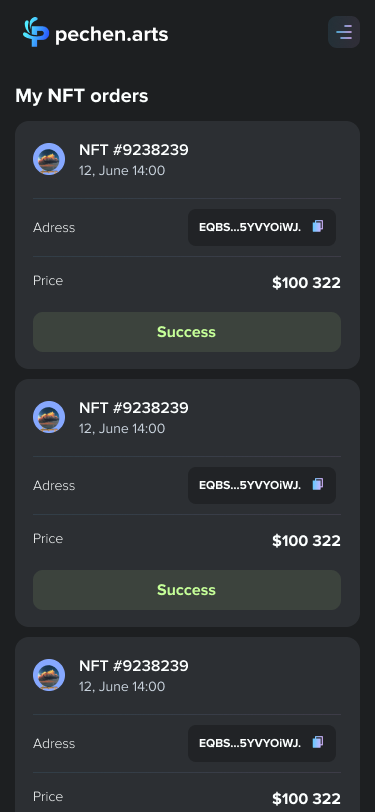 pechen.arts
My NFT orders
NFT #9238239
12, June 14:00
Adress
EQBS...5YVYOiWJ.
Price
$100 322
Success
NFT #9238239
12, June 14:00
Adress
EQBS...5YVYOiWJ.
Price
$100 322
Success
NFT #9238239
12, June 14:00
Adress
EQBS...5YVYOiWJ.
Price
$100 322